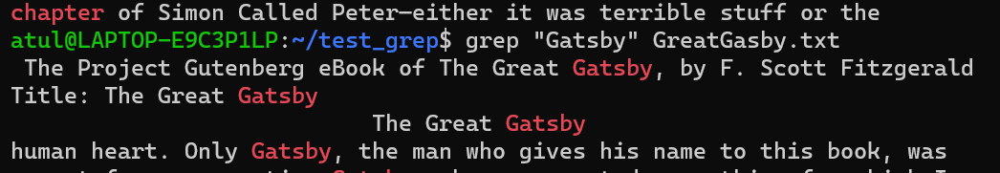 chapter of Simon Called Peter—either it was terrible stuff or the
atul@LAPTOP-E9C3P1LP:~/test_grep$ grep "Gatsby" GreatGasby.txt
The Project Gutenberg eBook of The Great Gatsby, by F. Scott Fitzgerald
Title: The Great Gatsby
The Great Gatsby
human heart. Only Gatsby, the man who gives his name to this book, was